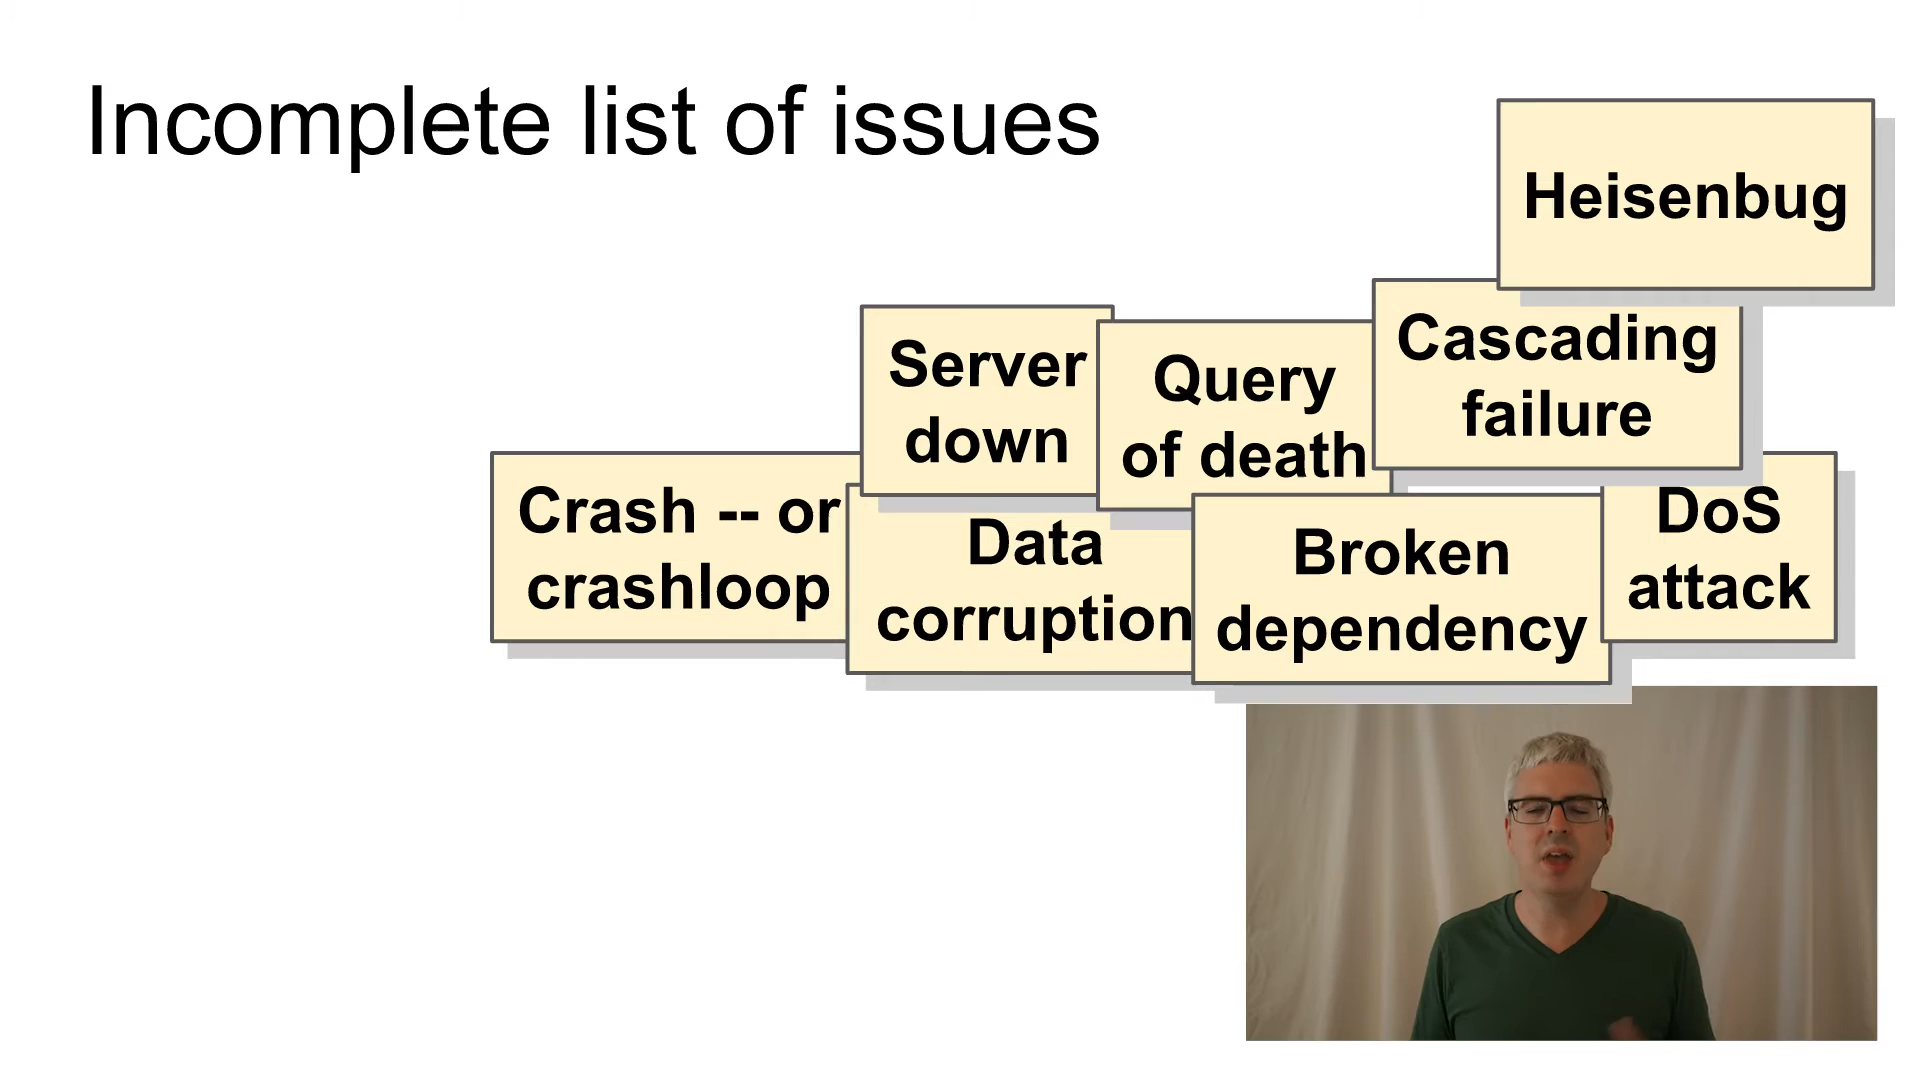 Incomplete list of issues
Heisenbug
Server
down
Query
of death
Cascading
failure
Crash -- or
crashloop
Data
corruption
Broken
dependency
DoS
attack